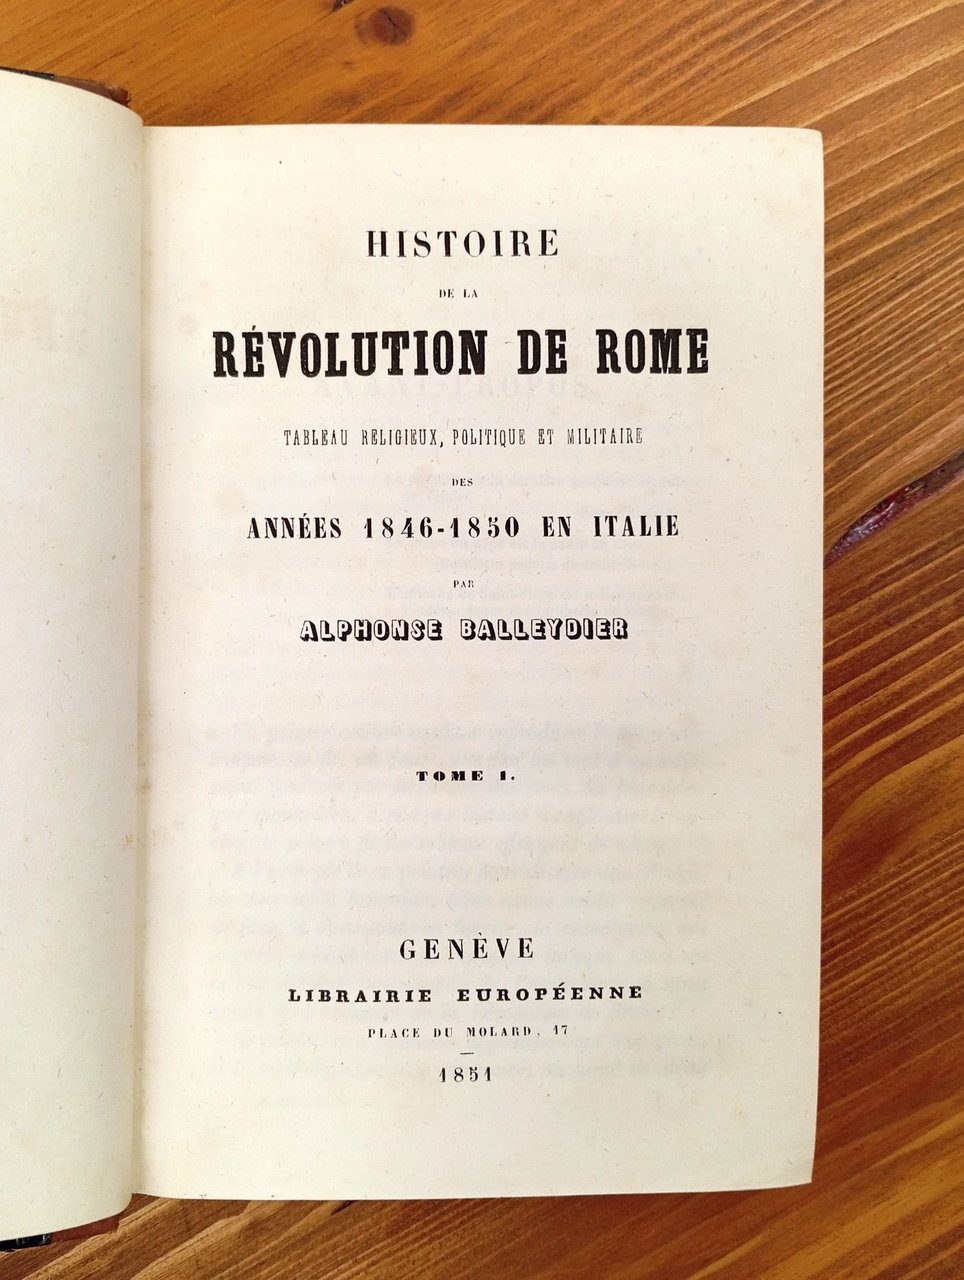 HISTOIRE
DE LA
RÉVOLUTION DE ROME
TABLEAU RELIGIEUX, POLITIQUE ET MILITAIRE
DES
ANNÉES 1846-1850 EN ITALIE
PAR
ALPHONSE BALLEYDIER
TOME I.
GENÈVE
LIBRAIRIE EUROPÉENNE
PLACE DU MOLARD, 17
1851